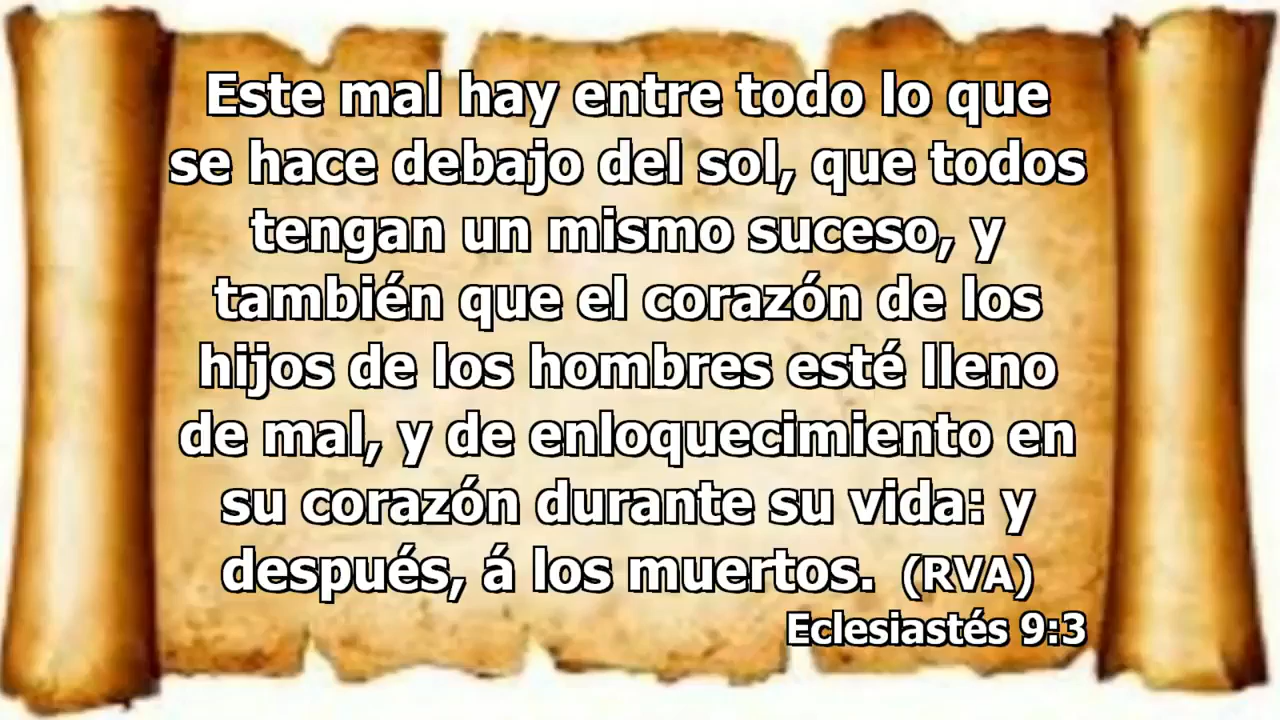 Este mal hay entre todo lo que
se hace debajo del sol, que todos
tengan un mismo suceso, y
también que el corazón de los
hijos de los hombres esté lleno
de mal, y de enloquecimiento en
su corazón durante su vida: y
después, á los muertos. (RVA)
Eclesiastés 9:3